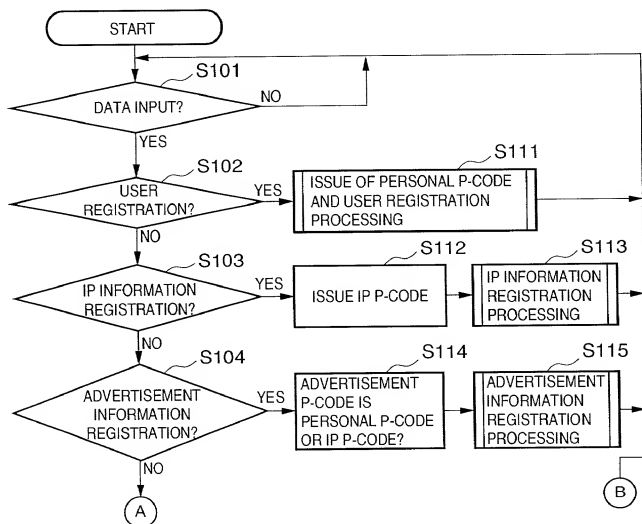 START
S101
DATA INPUT?
NO
YES
S102
USER
REGISTRATION?
YES
NO
S111
ISSUE OF PERSONAL P-CODE
AND USER REGISTRATION
PROCESSING
S103
IP INFORMATION
REGISTRATION?
YES
NO
S112
ISSUE IP P-CODE
S113
IP INFORMATION
REGISTRATION
PROCESSING
S104
ADVERTISEMENT
INFORMATION
REGISTRATION?
YES
NO
S114
ADVERTISEMENT
P-CODE IS
PERSONAL P-CODE
OR IP P-CODE?
S115
ADVERTISEMENT
INFORMATION
REGISTRATION
PROCESSING
A
B